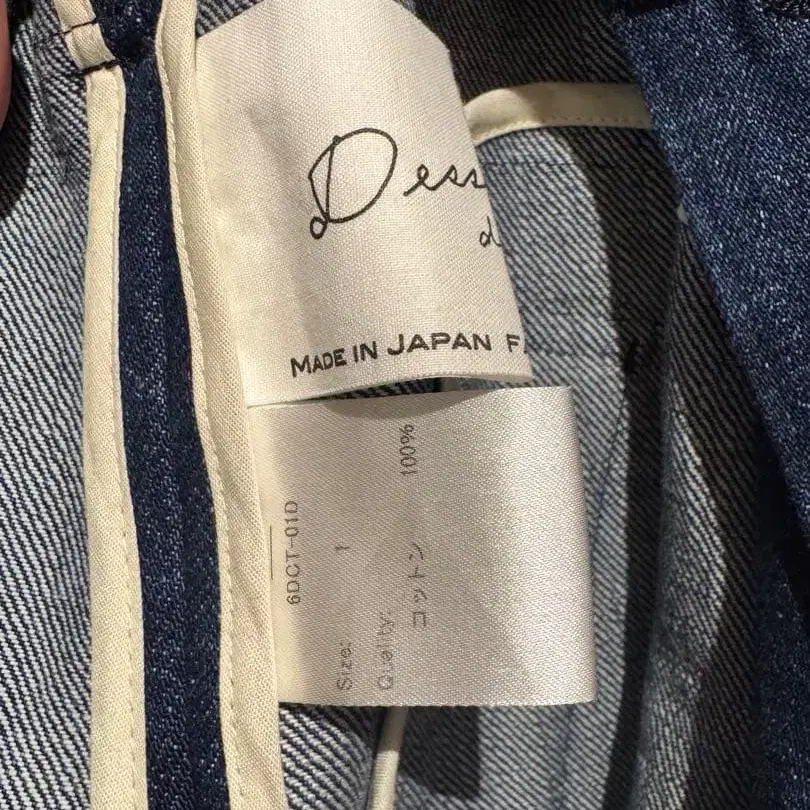 Dess
d
MADE IN JAPAN F
6DCT-01D
Size: 1
Quality:
コットン 100%